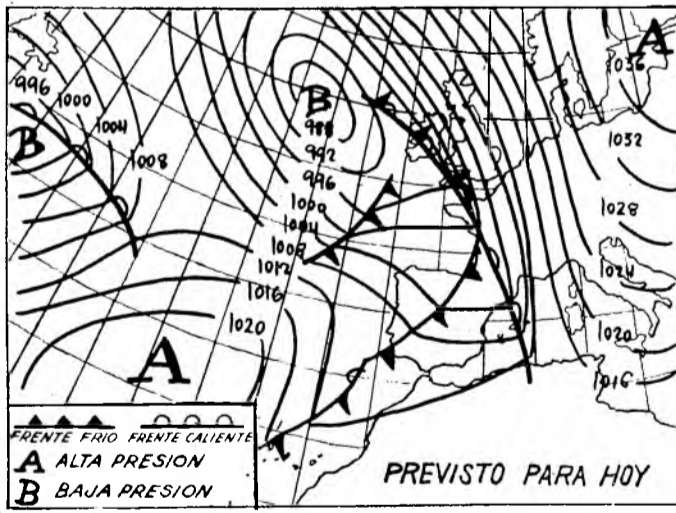 A
1036
996
1000
1004
1008
B
B
988
992
996
1000
1004
1008
1012
1016
1020
1032
1028
1024
1020
1016
A
FRENTE FRIO FRENTE CALIENTE
A ALTA PRESION
B BAJA PRESION
PREVISTO PARA HOY